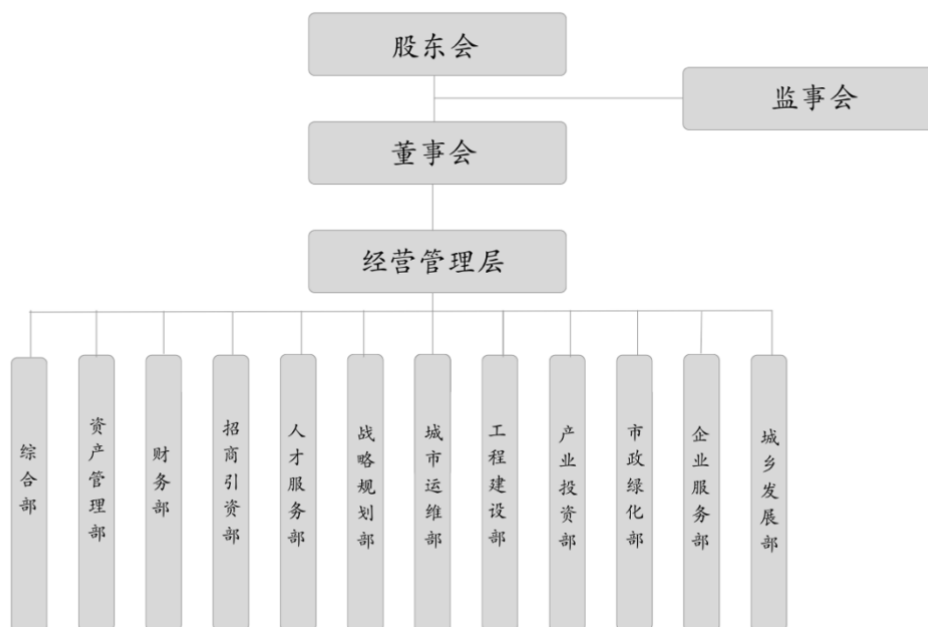 股东会
监事会
董事会
经营管理层
综合部
资产管理部
财务部
招商引资部
人才服务部
战略规划部
城市运维部
工程建设部
产业投资部
市政绿化部
企业服务部
城乡发展部